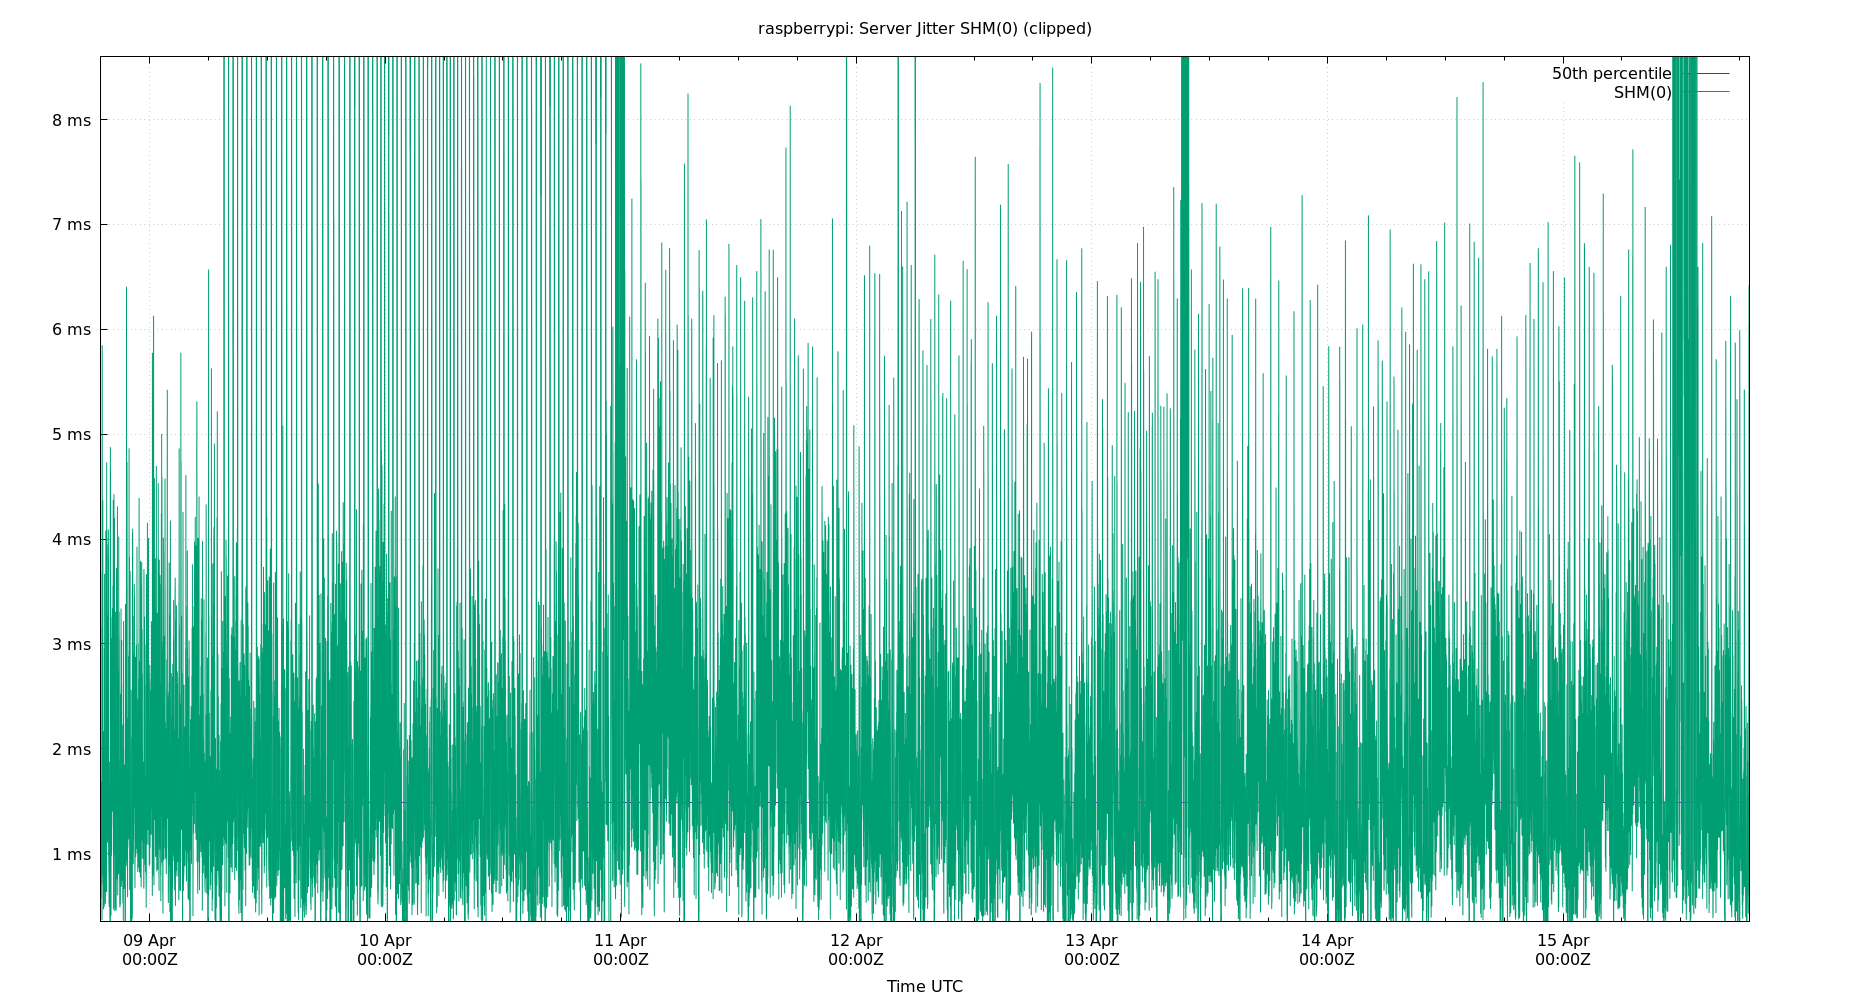 raspberrypi: Server Jitter SHM(0) (clipped)
50th percentile
SHM(0)
8 ms
7 ms
6 ms
5 ms
4 ms
3 ms
2 ms
1 ms
09 Apr 10 Apr 11 Apr 12 Apr 13 Apr 14 Apr 15 Apr
00:00Z 00:00Z 00:00Z 00:00Z 00:00Z 00:00Z 00:00Z
Time UTC